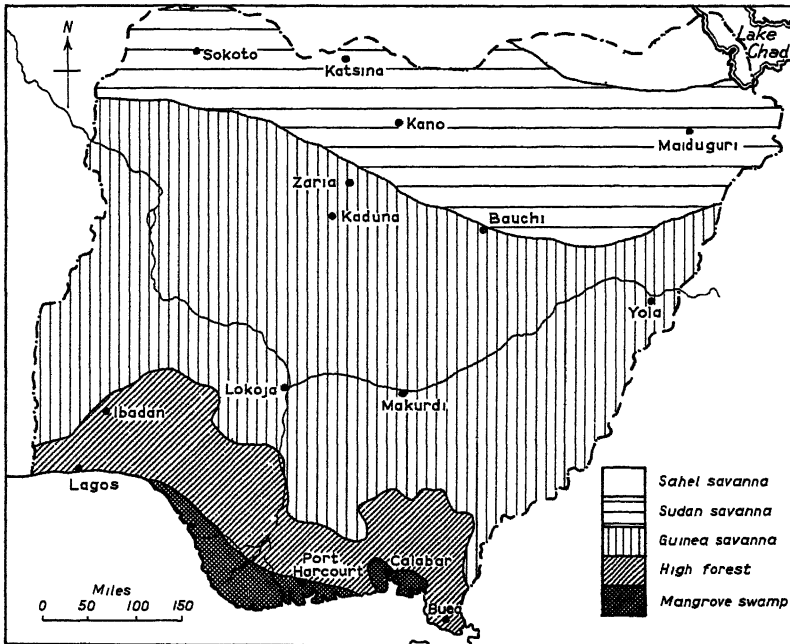 N
Lake
Chad
Sokoto
Katsina
Kano
Maiduguri
Zaria
Kaduna
Bauchi
Yola
Lokoja
Makurdi
Ibadan
Lagos
Port
Harcourt
Calabar
Buea
Miles
0 50 100 150
Sahel savanna
Sudan savanna
Guinea savanna
High forest
Mangrove swamp